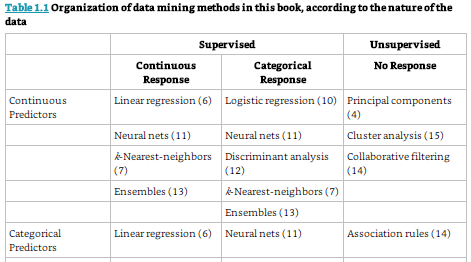 Table 1.1 Organization of data mining methods in this book, according to the nature of the
data
Supervised Unsupervised
Continuous Categorical No Response
Response Response
Continuous Linear regression (6) Logistic regression (10) Principal components
Predictors (4)
Neural nets (11) Neural nets (11) Cluster analysis (15)
k-Nearest-neighbors Discriminant analysis Collaborative filtering
(7) (12) (14)
Ensembles (13) k-Nearest-neighbors (7)
Ensembles (13)
Categorical Linear regression (6) Neural nets (11) Association rules (14)
Predictors